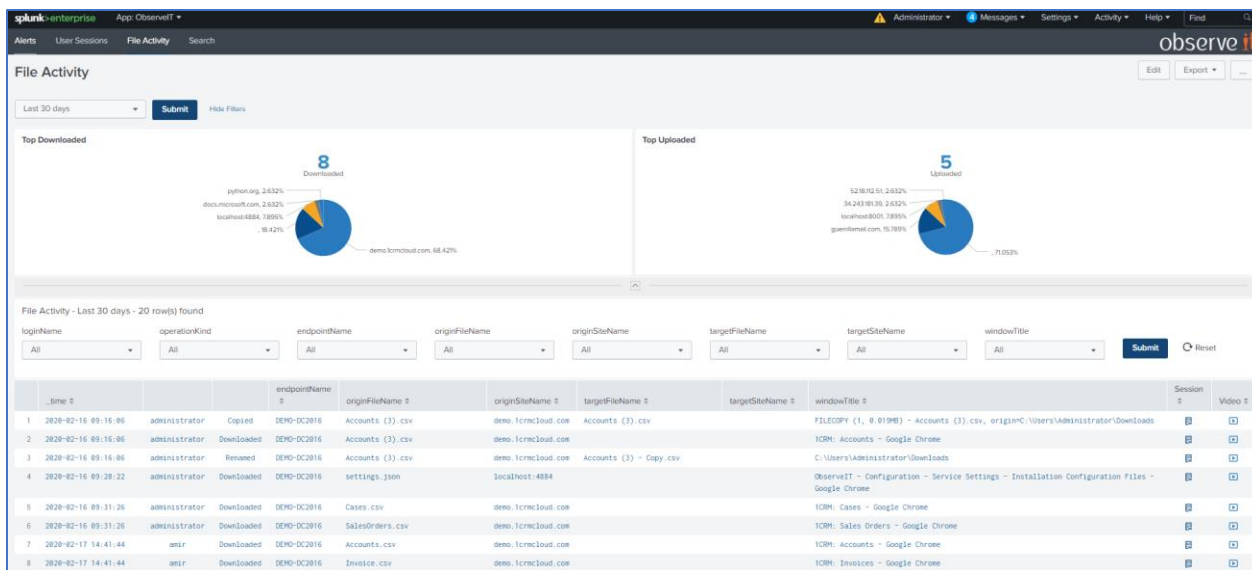 splunk>enterprise App: ObserveIT ▾ Administrator ▾ 4 Messages ▾ Settings ▾ Activity ▾ Help ▾ Find
Alerts User Sessions File Activity Search observe it
File Activity Edit Export ▾ ...
Last 30 days Submit Hide Filters
Top Downloaded Top Uploaded
8 5
Downloaded Uploaded
python.org, 2.632% 52.18.112.51, 2.632%
docs.microsoft.com, 2.632% 34.243.181.39, 2.632%
localhost:4884, 7.895% localhost:8001, 7.895%
, 18.421% guerrillamail.com, 15.789%
demo.1crmcloud.com, 68.421% , 71.053%
File Activity - Last 30 days - 20 row(s) found
loginName operationKind endpointName originFileName originSiteName targetFileName targetSiteName windowTitle
All All All All All All All All Submit Reset
_time endpointName originFileName originSiteName targetFileName targetSiteName windowTitle Session Video
1 2020-02-16 09:16:06 administrator Copied DEMO-DC2016 Accounts (3).csv demo.1crmcloud.com Accounts (3).csv FILECOPY (1, 0.019MB) - Accounts (3).csv, origin=C:\Users\Administrator\Downloads
2 2020-02-16 09:16:06 administrator Downloaded DEMO-DC2016 Accounts (3).csv demo.1crmcloud.com 1CRM: Accounts - Google Chrome
3 2020-02-16 09:16:06 administrator Renamed DEMO-DC2016 Accounts (3).csv demo.1crmcloud.com Accounts (3) - Copy.csv C:\Users\Administrator\Downloads
4 2020-02-16 09:28:22 administrator Downloaded DEMO-DC2016 settings.json localhost:4884 ObserveIT - Configuration - Service Settings - Installation Configuration Files -
Google Chrome
5 2020-02-16 09:31:26 administrator Downloaded DEMO-DC2016 Cases.csv demo.1crmcloud.com 1CRM: Cases - Google Chrome
6 2020-02-16 09:31:26 administrator Downloaded DEMO-DC2016 SalesOrders.csv demo.1crmcloud.com 1CRM: Sales Orders - Google Chrome
7 2020-02-17 14:41:44 amir Downloaded DEMO-DC2016 Accounts.csv demo.1crmcloud.com 1CRM: Accounts - Google Chrome
8 2020-02-17 14:41:44 amir Downloaded DEMO-DC2016 Invoice.csv demo.1crmcloud.com 1CRM: Invoices - Google Chrome